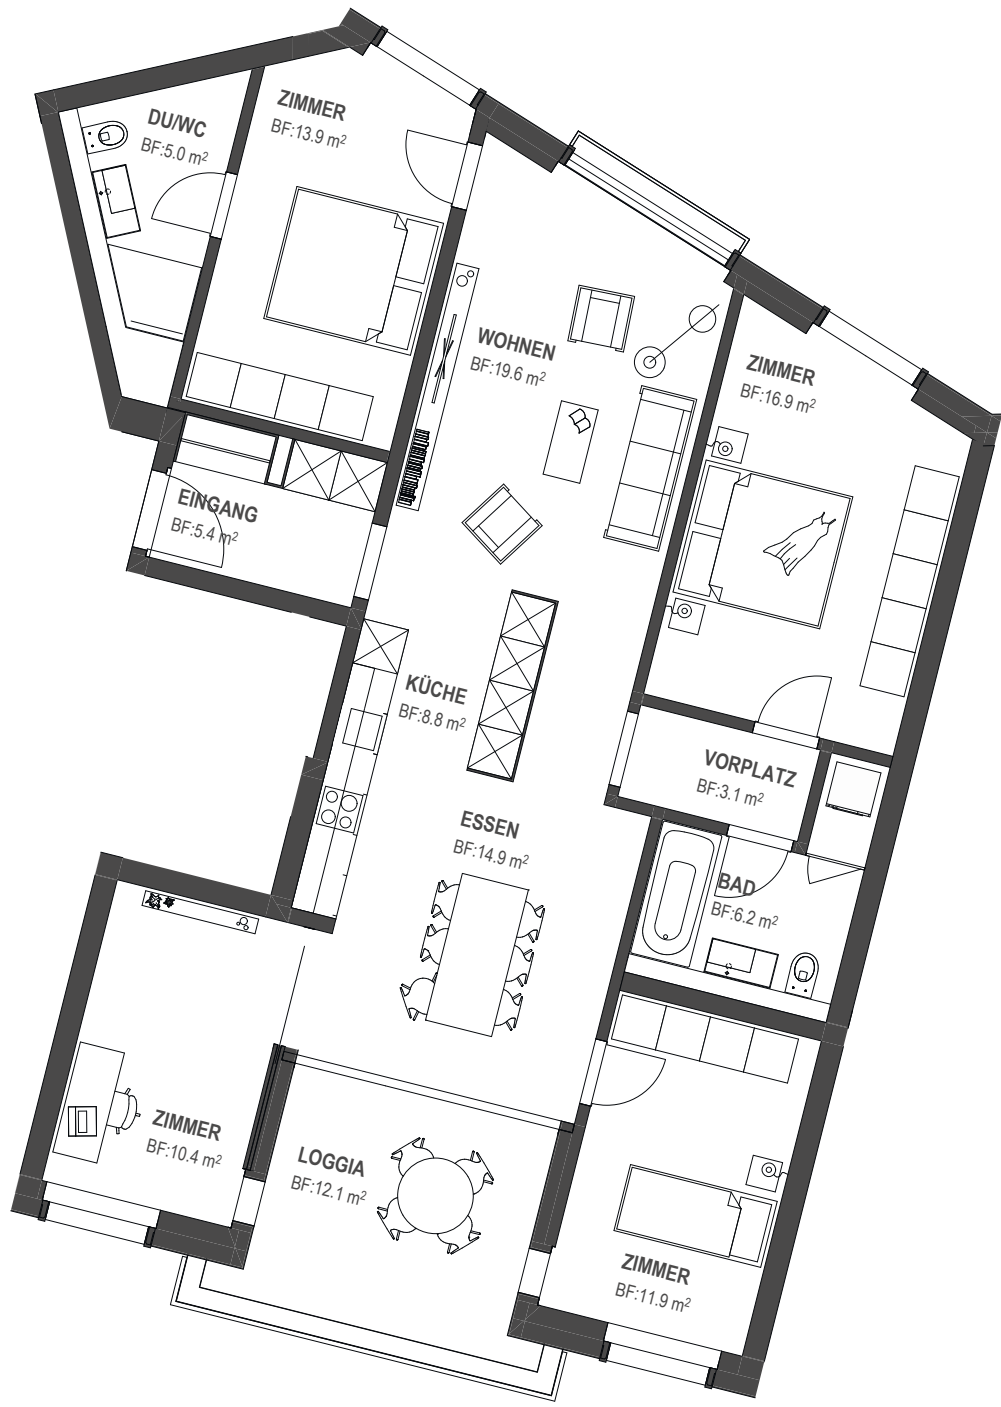 ZIMMER
BF:13.9 m²
DU/WC
BF:5.0 m²
WOHNEN
BF:19.6 m²
ZIMMER
BF:16.9 m²
EINGANG
BF:5.4 m²
KÜCHE
BF:8.8 m²
VORPLATZ
BF:3.1 m²
ESSEN
BF:14.9 m²
BAD
BF:6.2 m²
ZIMMER
BF:10.4 m²
LOGGIA
BF:12.1 m²
ZIMMER
BF:11.9 m²